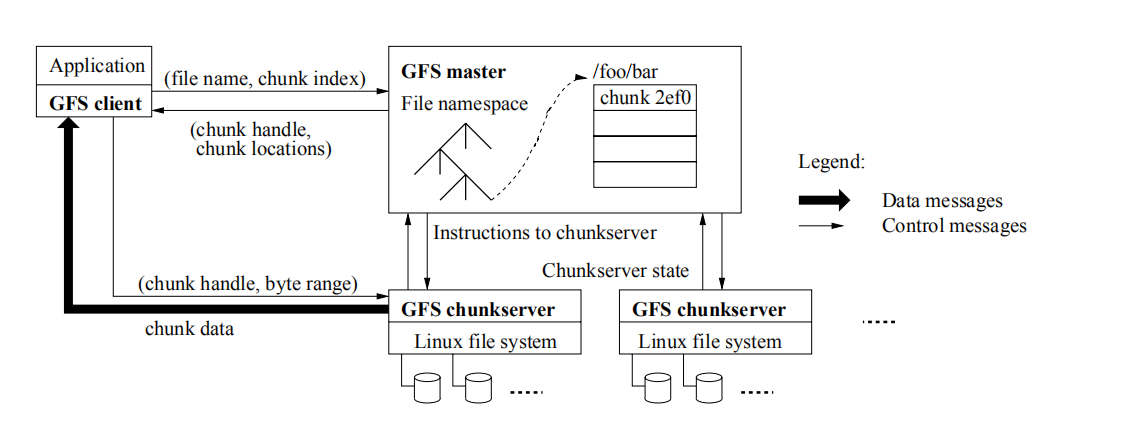 Application
GFS client
(file name, chunk index)
(chunk handle,
chunk locations)
GFS master
File namespace
/foo/bar
chunk 2ef0
Legend:
Data messages
Control messages
Instructions to chunkserver
Chunkserver state
(chunk handle, byte range)
chunk data
GFS chunkserver
Linux file system
GFS chunkserver
Linux file system